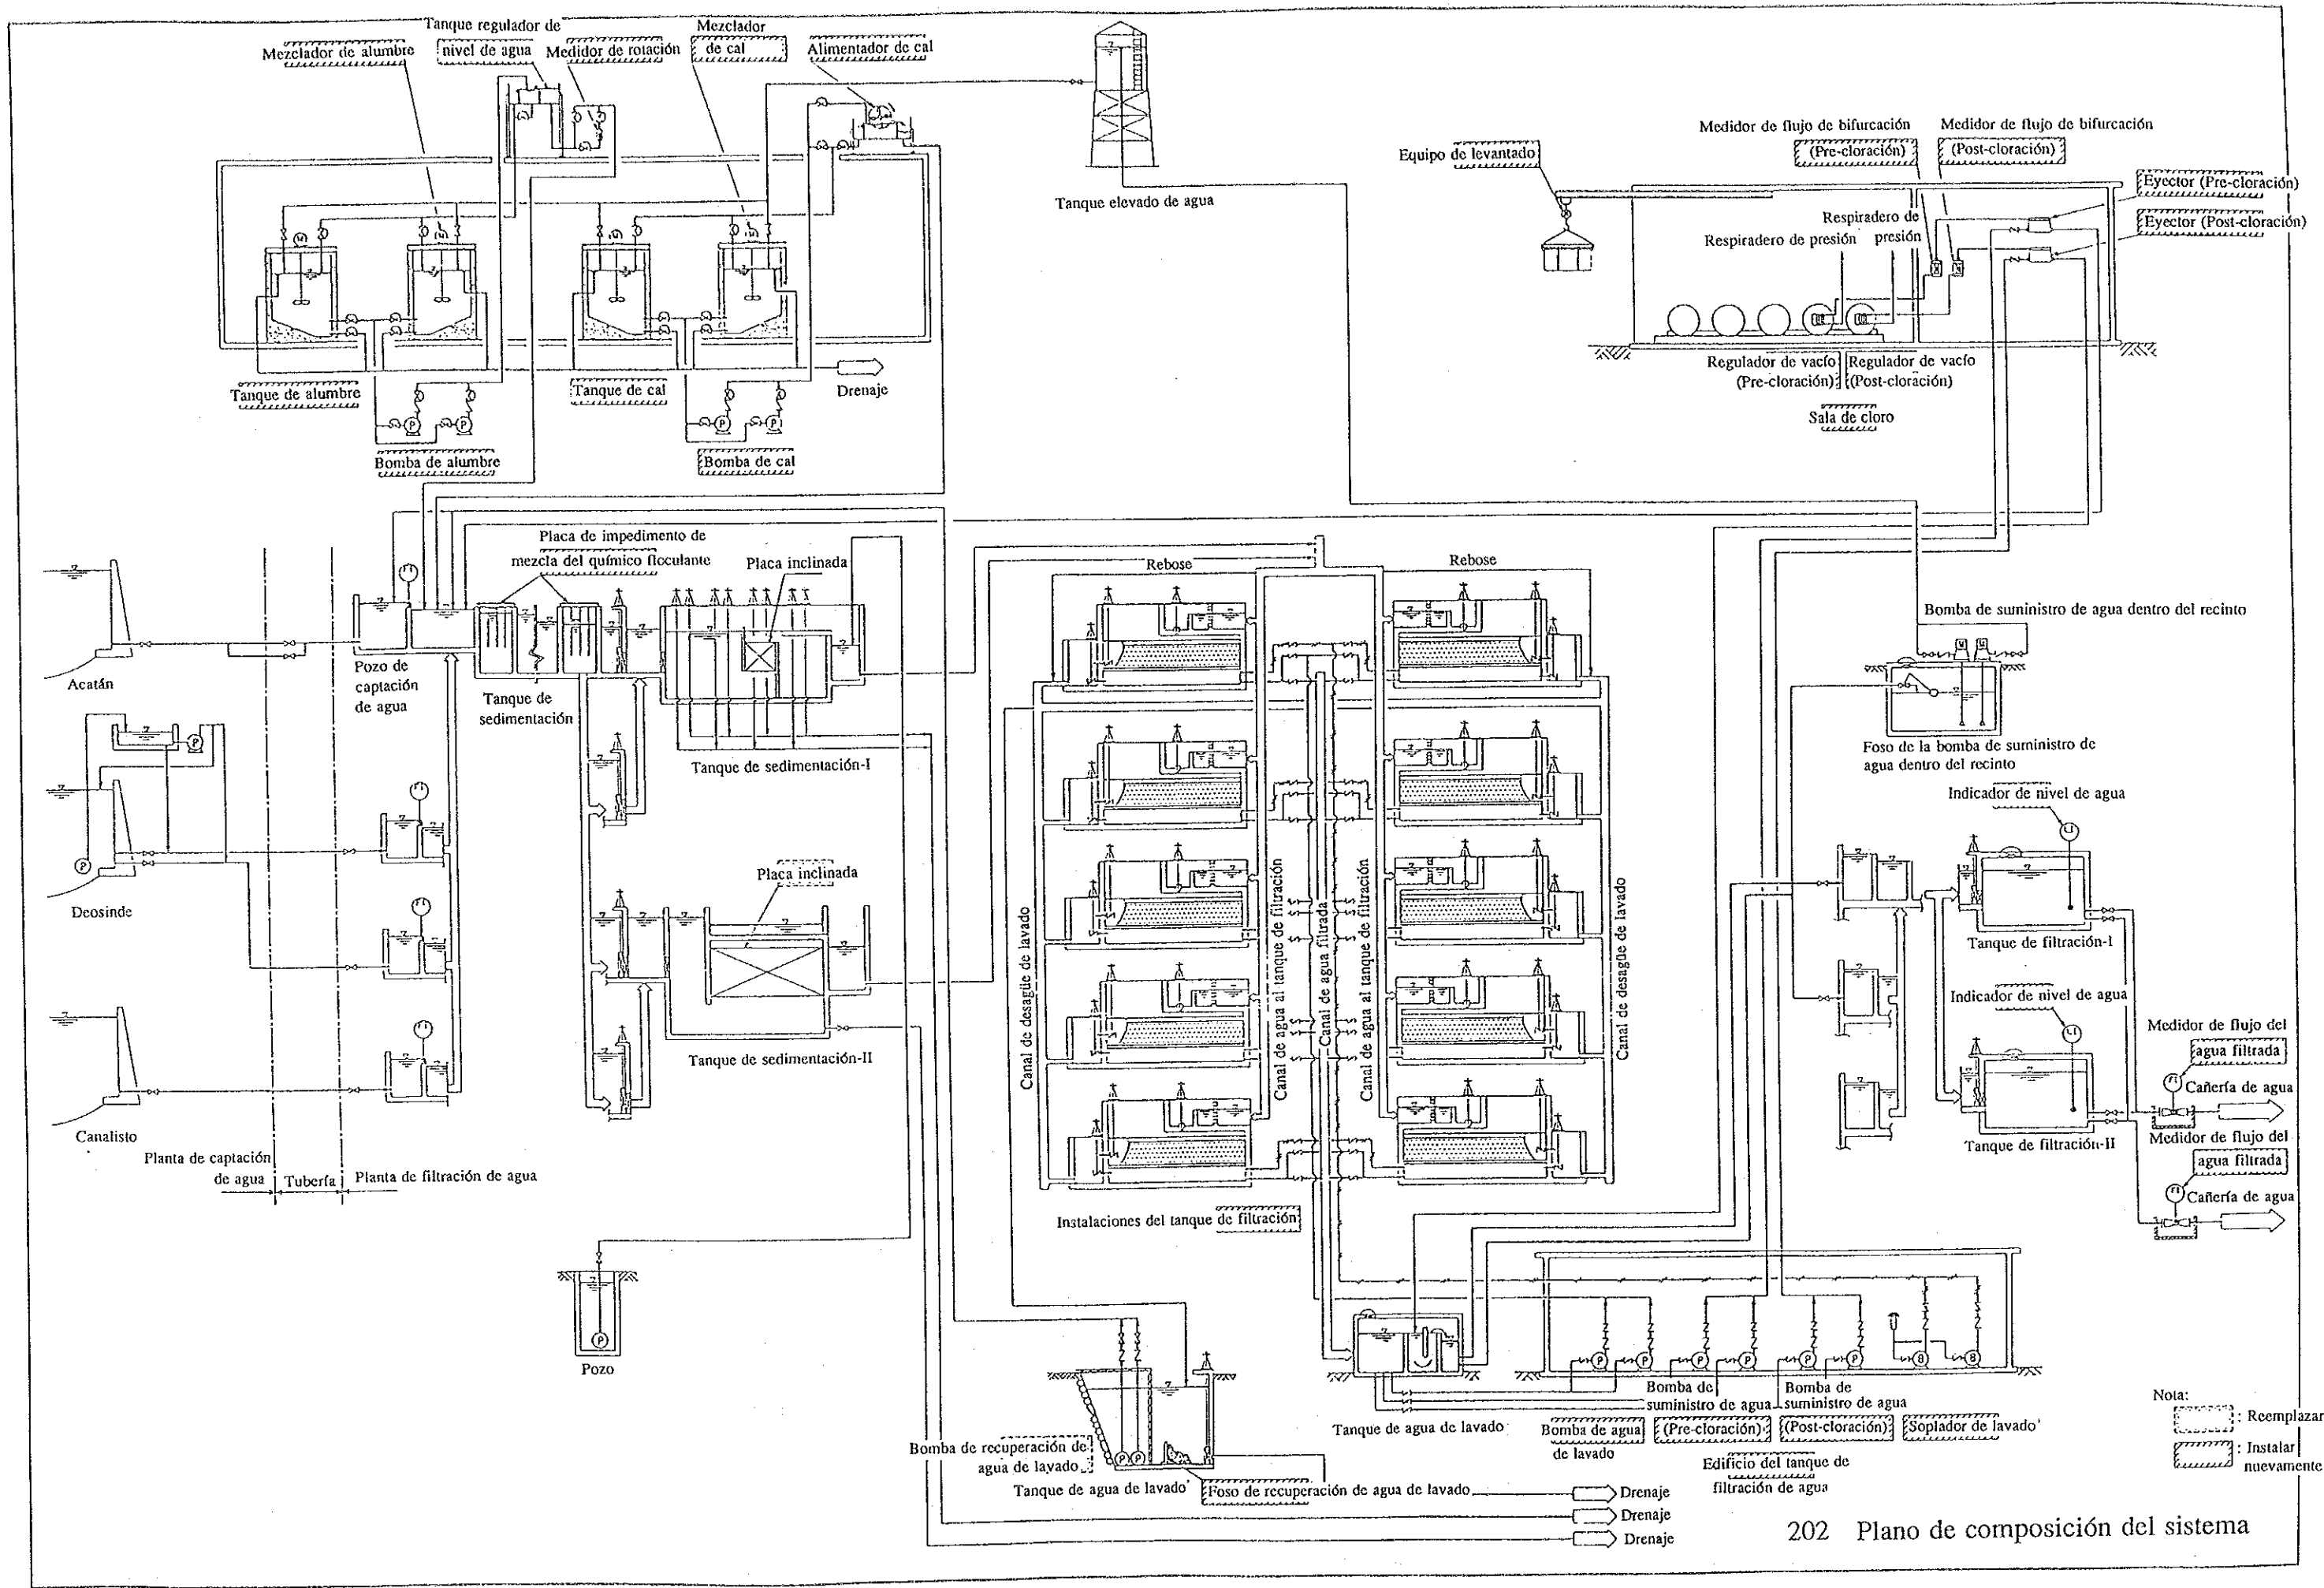 Tanque regulador de
nivel de agua
Mezclador de alumbre
Medidor de rotación
Mezclador
de cal
Alimentador de cal
Tanque elevado de agua
Tanque de alumbre
Tanque de cal
Drenaje
Bomba de alumbre
Bomba de cal
Medidor de flujo de bifurcación
(Pre-cloración)
Medidor de flujo de bifurcación
(Post-cloración)
Equipo de levantado
Eyector (Pre-cloración)
Eyector (Post-cloración)
Respiradero de presión
Respiradero de
presión
Regulador de vacío
(Pre-cloración)
Regulador de vacío
(Post-cloración)
Sala de cloro
Placa de impedimento de
mezcla del químico floculante
Placa inclinada
Acatán
Pozo de
captación
de agua
Tanque de
sedimentación
Tanque de sedimentación-I
Deosinde
Placa inclinada
Tanque de sedimentación-II
Canalisto
Planta de captación
de agua
Tubería
Planta de filtración de agua
Pozo
Rebose
Rebose
Canal de desagüe de lavado
Canal de agua al tanque de filtración
Canal de agua filtrada
Canal de agua al tanque de filtración
Canal de desagüe de lavado
Instalaciones del tanque de filtración
Bomba de suministro de agua dentro del recinto
Foso de la bomba de suministro de
agua dentro del recinto
Indicador de nivel de agua
Tanque de filtración-I
Indicador de nivel de agua
Tanque de filtración-II
Medidor de flujo del
agua filtrada
Cañería de agua
Medidor de flujo del
agua filtrada
Cañería de agua
Bomba de recuperación de
agua de lavado
Tanque de agua de lavado
Foso de recuperación de agua de lavado
Drenaje
Drenaje
Drenaje
Tanque de agua de lavado
Bomba de agua
de lavado
Bomba de
suministro de agua
(Pre-cloración)
Bomba de
suministro de agua
(Post-cloración)
Soplador de lavado
Edificio del tanque de
filtración de agua
Nota:
: Reemplazar
: Instalar
nuevamente
202 Plano de composición del sistema